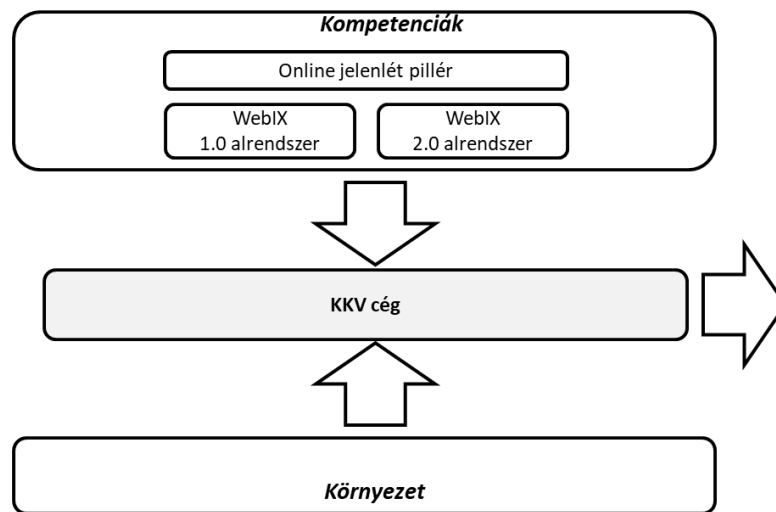 Kompetenciák
Online jelenlét pillér
WebIX
1.0 alrendszer
WebIX
2.0 alrendszer
KKV cég
Környezet